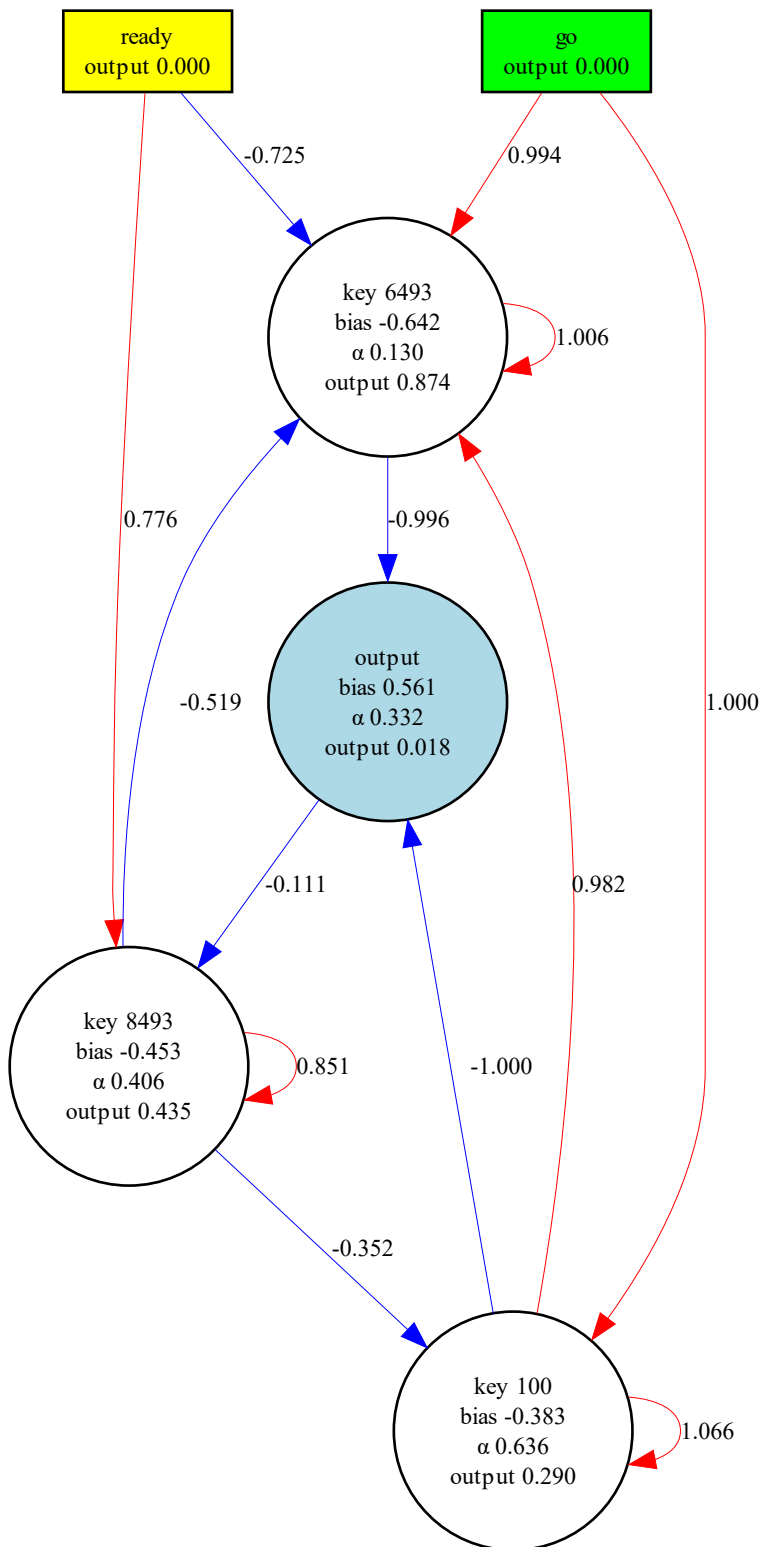 ready
output 0.000
go
output 0.000
-0.725
0.994
key 6493
bias -0.642
α 0.130
output 0.874
1.006
0.776
-0.996
-0.519
output
bias 0.561
α 0.332
output 0.018
1.000
-0.111
0.982
key 8493
bias -0.453
α 0.406
output 0.435
0.851
-1.000
-0.352
key 100
bias -0.383
α 0.636
output 0.290
1.066